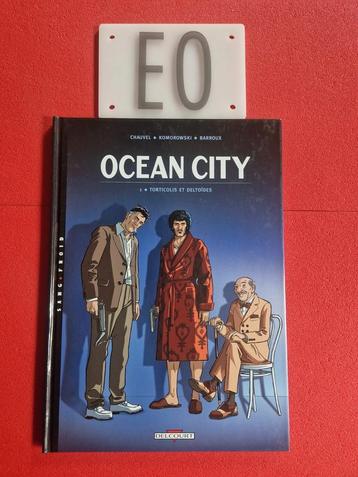 EO
CHAUVEL ★ KOMOROWSKI ★ BARROUX
OCEAN CITY
1 ★ TORTICOLIS ET DELTOÏDES
SANG-FROID
DELCOURT